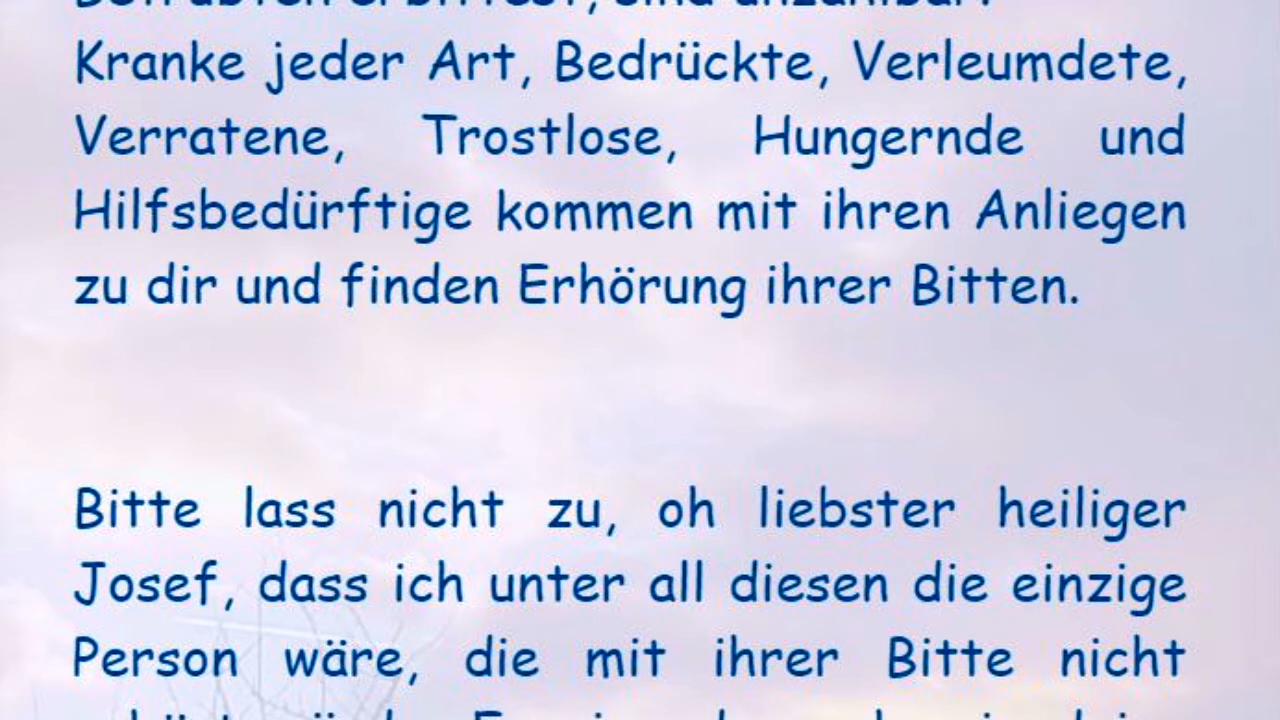 Kranke jeder Art, Bedrückte, Verleumdete,
Verratene, Trostlose, Hungernde und
Hilfsbedürftige kommen mit ihren Anliegen
zu dir und finden Erhörung ihrer Bitten.
Bitte lass nicht zu, oh liebster heiliger
Josef, dass ich unter all diesen die einzige
Person wäre, die mit ihrer Bitte nicht